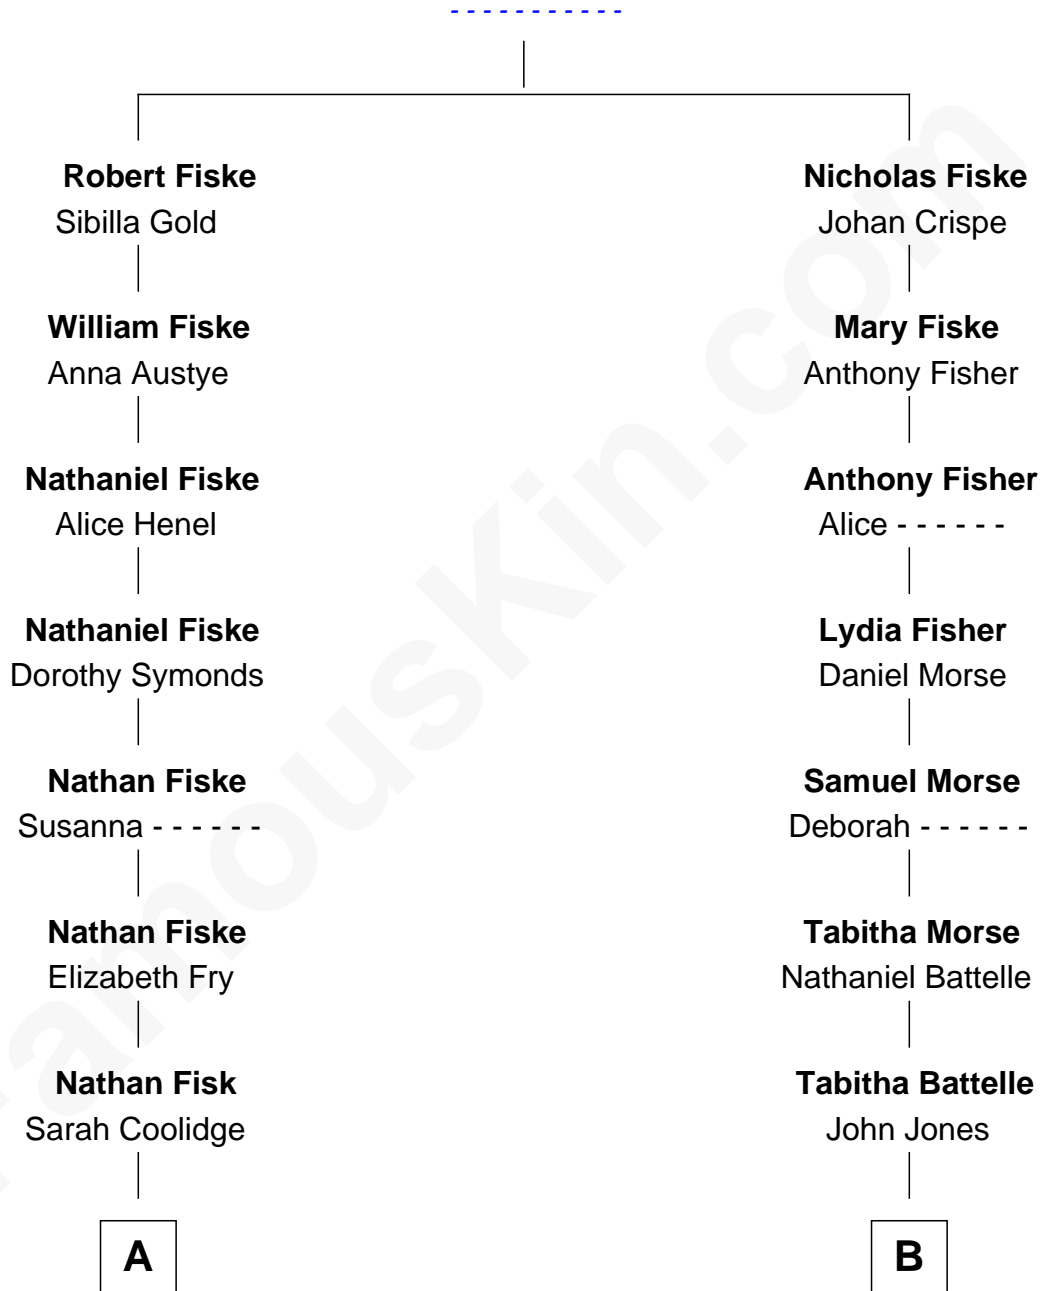 - - - - - - - - - - -
Robert Fiske
Sibilla Gold
Nicholas Fiske
Johan Crispe
William Fiske
Anna Austye
Mary Fiske
Anthony Fisher
Nathaniel Fiske
Alice Henel
Anthony Fisher
Alice - - - - - -
Nathaniel Fiske
Dorothy Symonds
Lydia Fisher
Daniel Morse
Nathan Fiske
Susanna - - - - - -
Samuel Morse
Deborah - - - - - -
Nathan Fiske
Elizabeth Fry
Tabitha Morse
Nathaniel Battelle
Nathan Fisk
Sarah Coolidge
Tabitha Battelle
John Jones
A
B
FamousKin.com